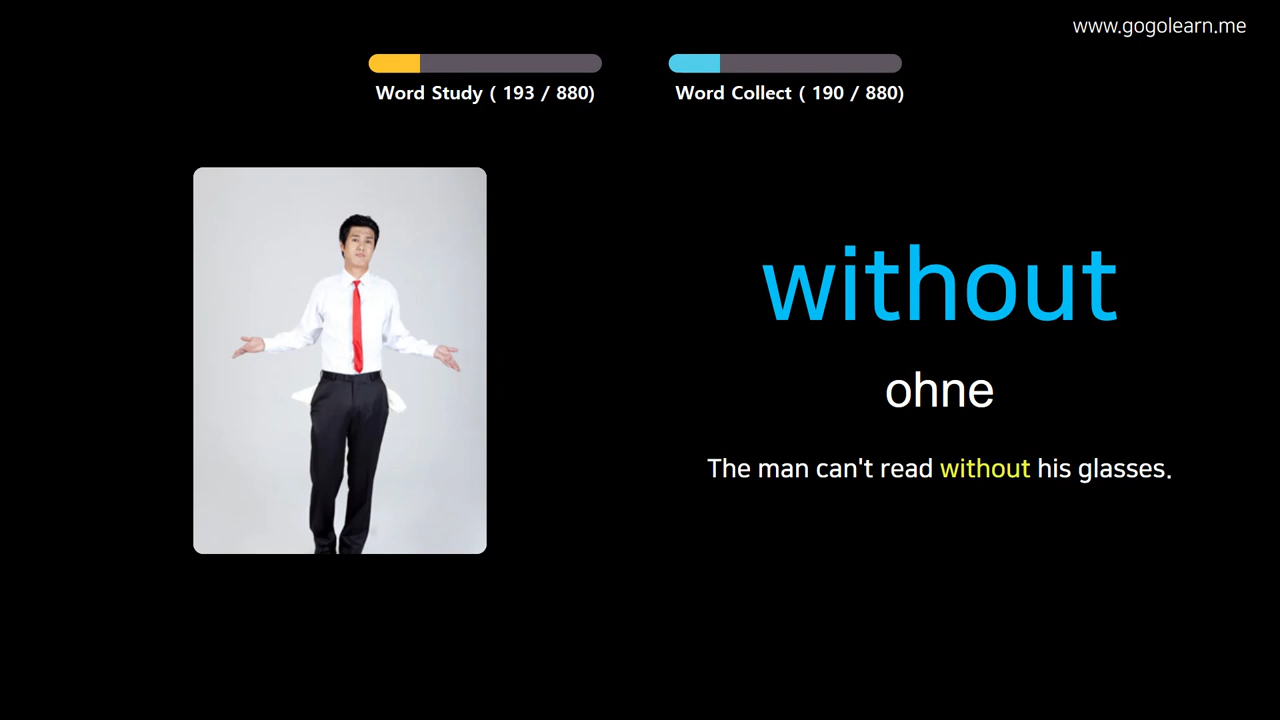 www.gogolearn.me
Word Study ( 193 / 880)
Word Collect ( 190 / 880)
without
ohne
The man can't read without his glasses.